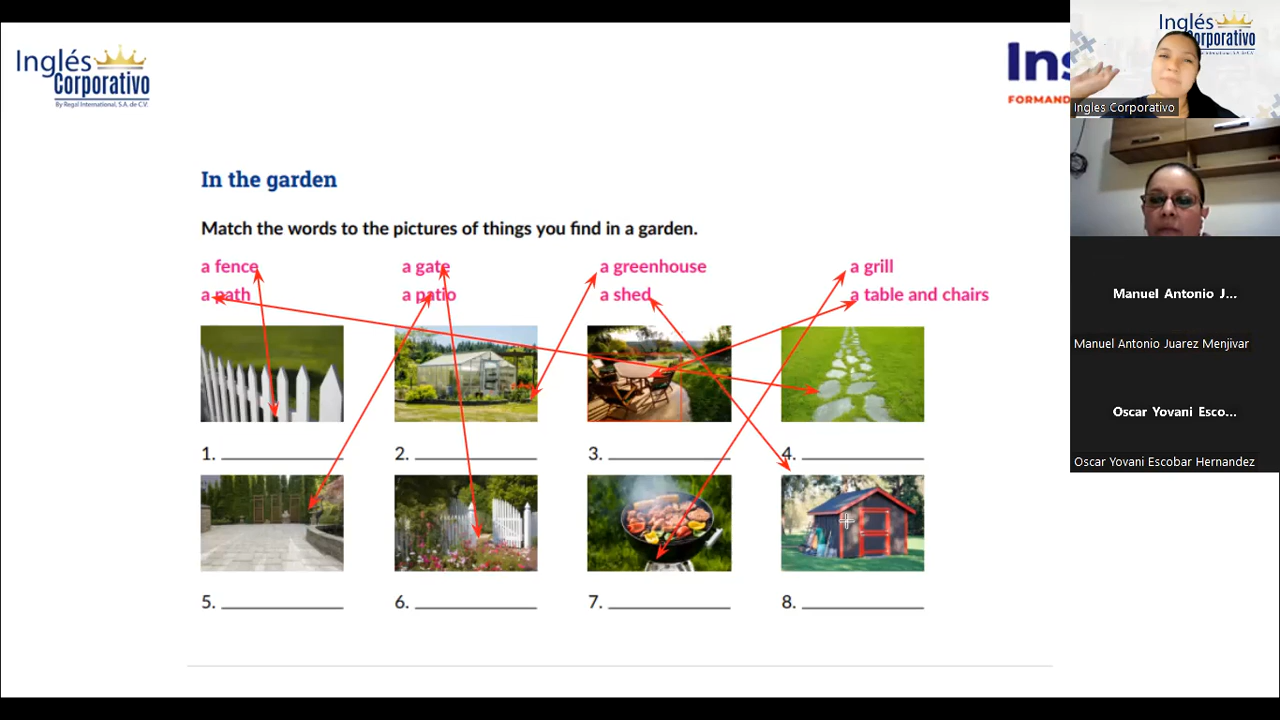 Inglés
Corporativo
By Regal International, S.A. de C.V.
Ins
FORMAND
In the garden
Match the words to the pictures of things you find in a garden.
a fence a gate a greenhouse a grill
a path a patio a shed a table and chairs
1. 2. 3. 4.
5. 6. 7. 8.
Inglés
Corporativo
Ingles Corporativo
Manuel Antonio J...
Manuel Antonio Juarez Menjivar
Oscar Yovani Esco...
Oscar Yovani Escobar Hernandez